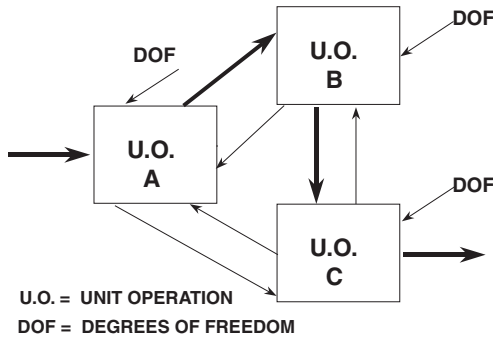 DOF
U.O.
B
DOF
U.O.
A
DOF
U.O.
C
U.O. = UNIT OPERATION
DOF = DEGREES OF FREEDOM